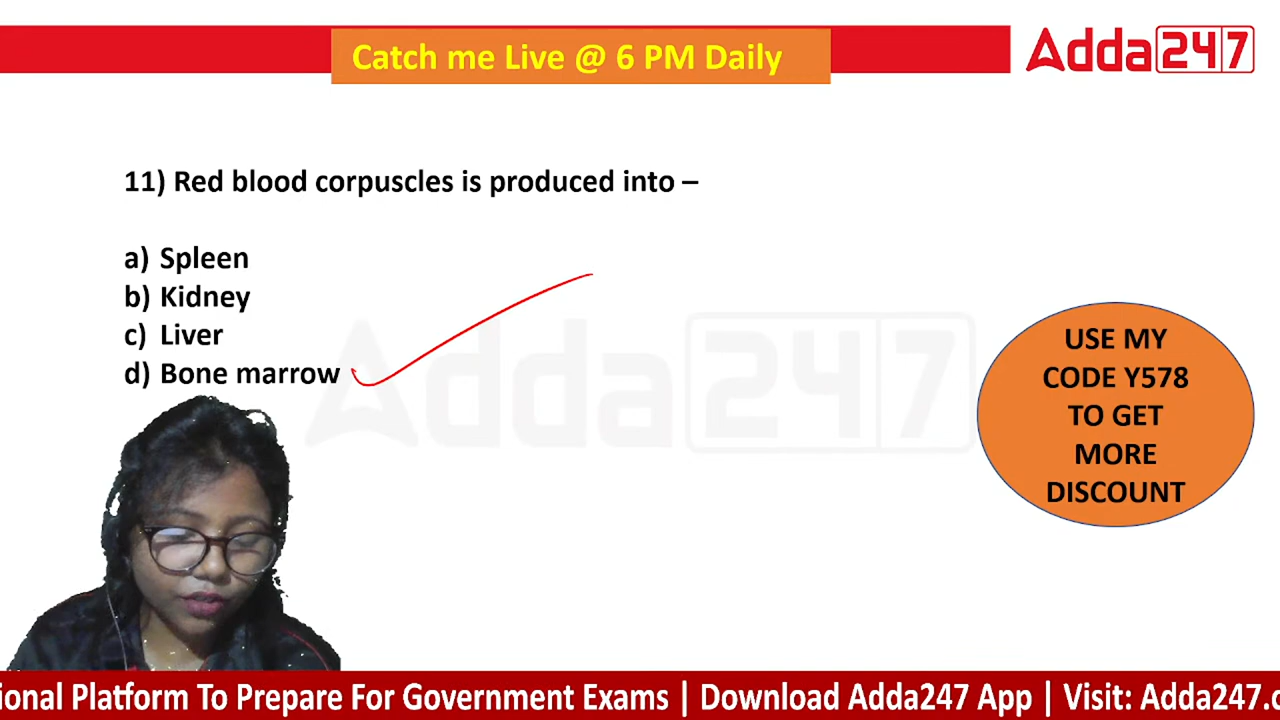 Catch me Live @ 6 PM Daily
Adda247
11) Red blood corpuscles is produced into –
a) Spleen
b) Kidney
c) Liver
d) Bone marrow
Adda247
USE MY
CODE Y578
TO GET
MORE
DISCOUNT
ional Platform To Prepare For Government Exams | Download Adda247 App | Visit: Adda247.c